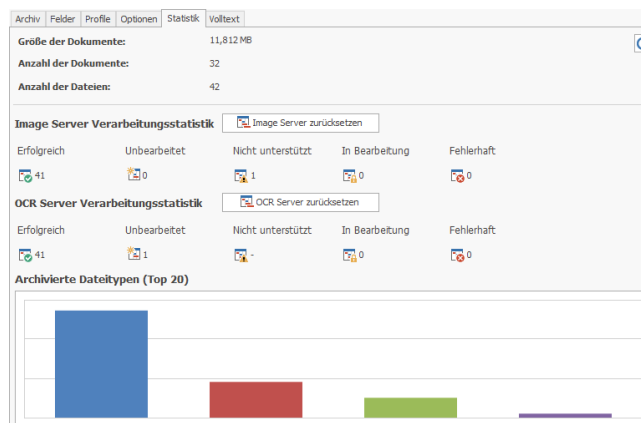 Archiv Felder Profile Optionen Statistik Volltext
Größe der Dokumente: 11,812 MB
Anzahl der Dokumente: 32
Anzahl der Dateien: 42
Image Server Verarbeitungsstatistik Image Server zurücksetzen
Erfolgreich Unbearbeitet Nicht unterstützt In Bearbeitung Fehlerhaft
41 0 1 0 0
OCR Server Verarbeitungsstatistik OCR Server zurücksetzen
Erfolgreich Unbearbeitet Nicht unterstützt In Bearbeitung Fehlerhaft
41 1 - 0 0
Archivierte Dateitypen (Top 20)